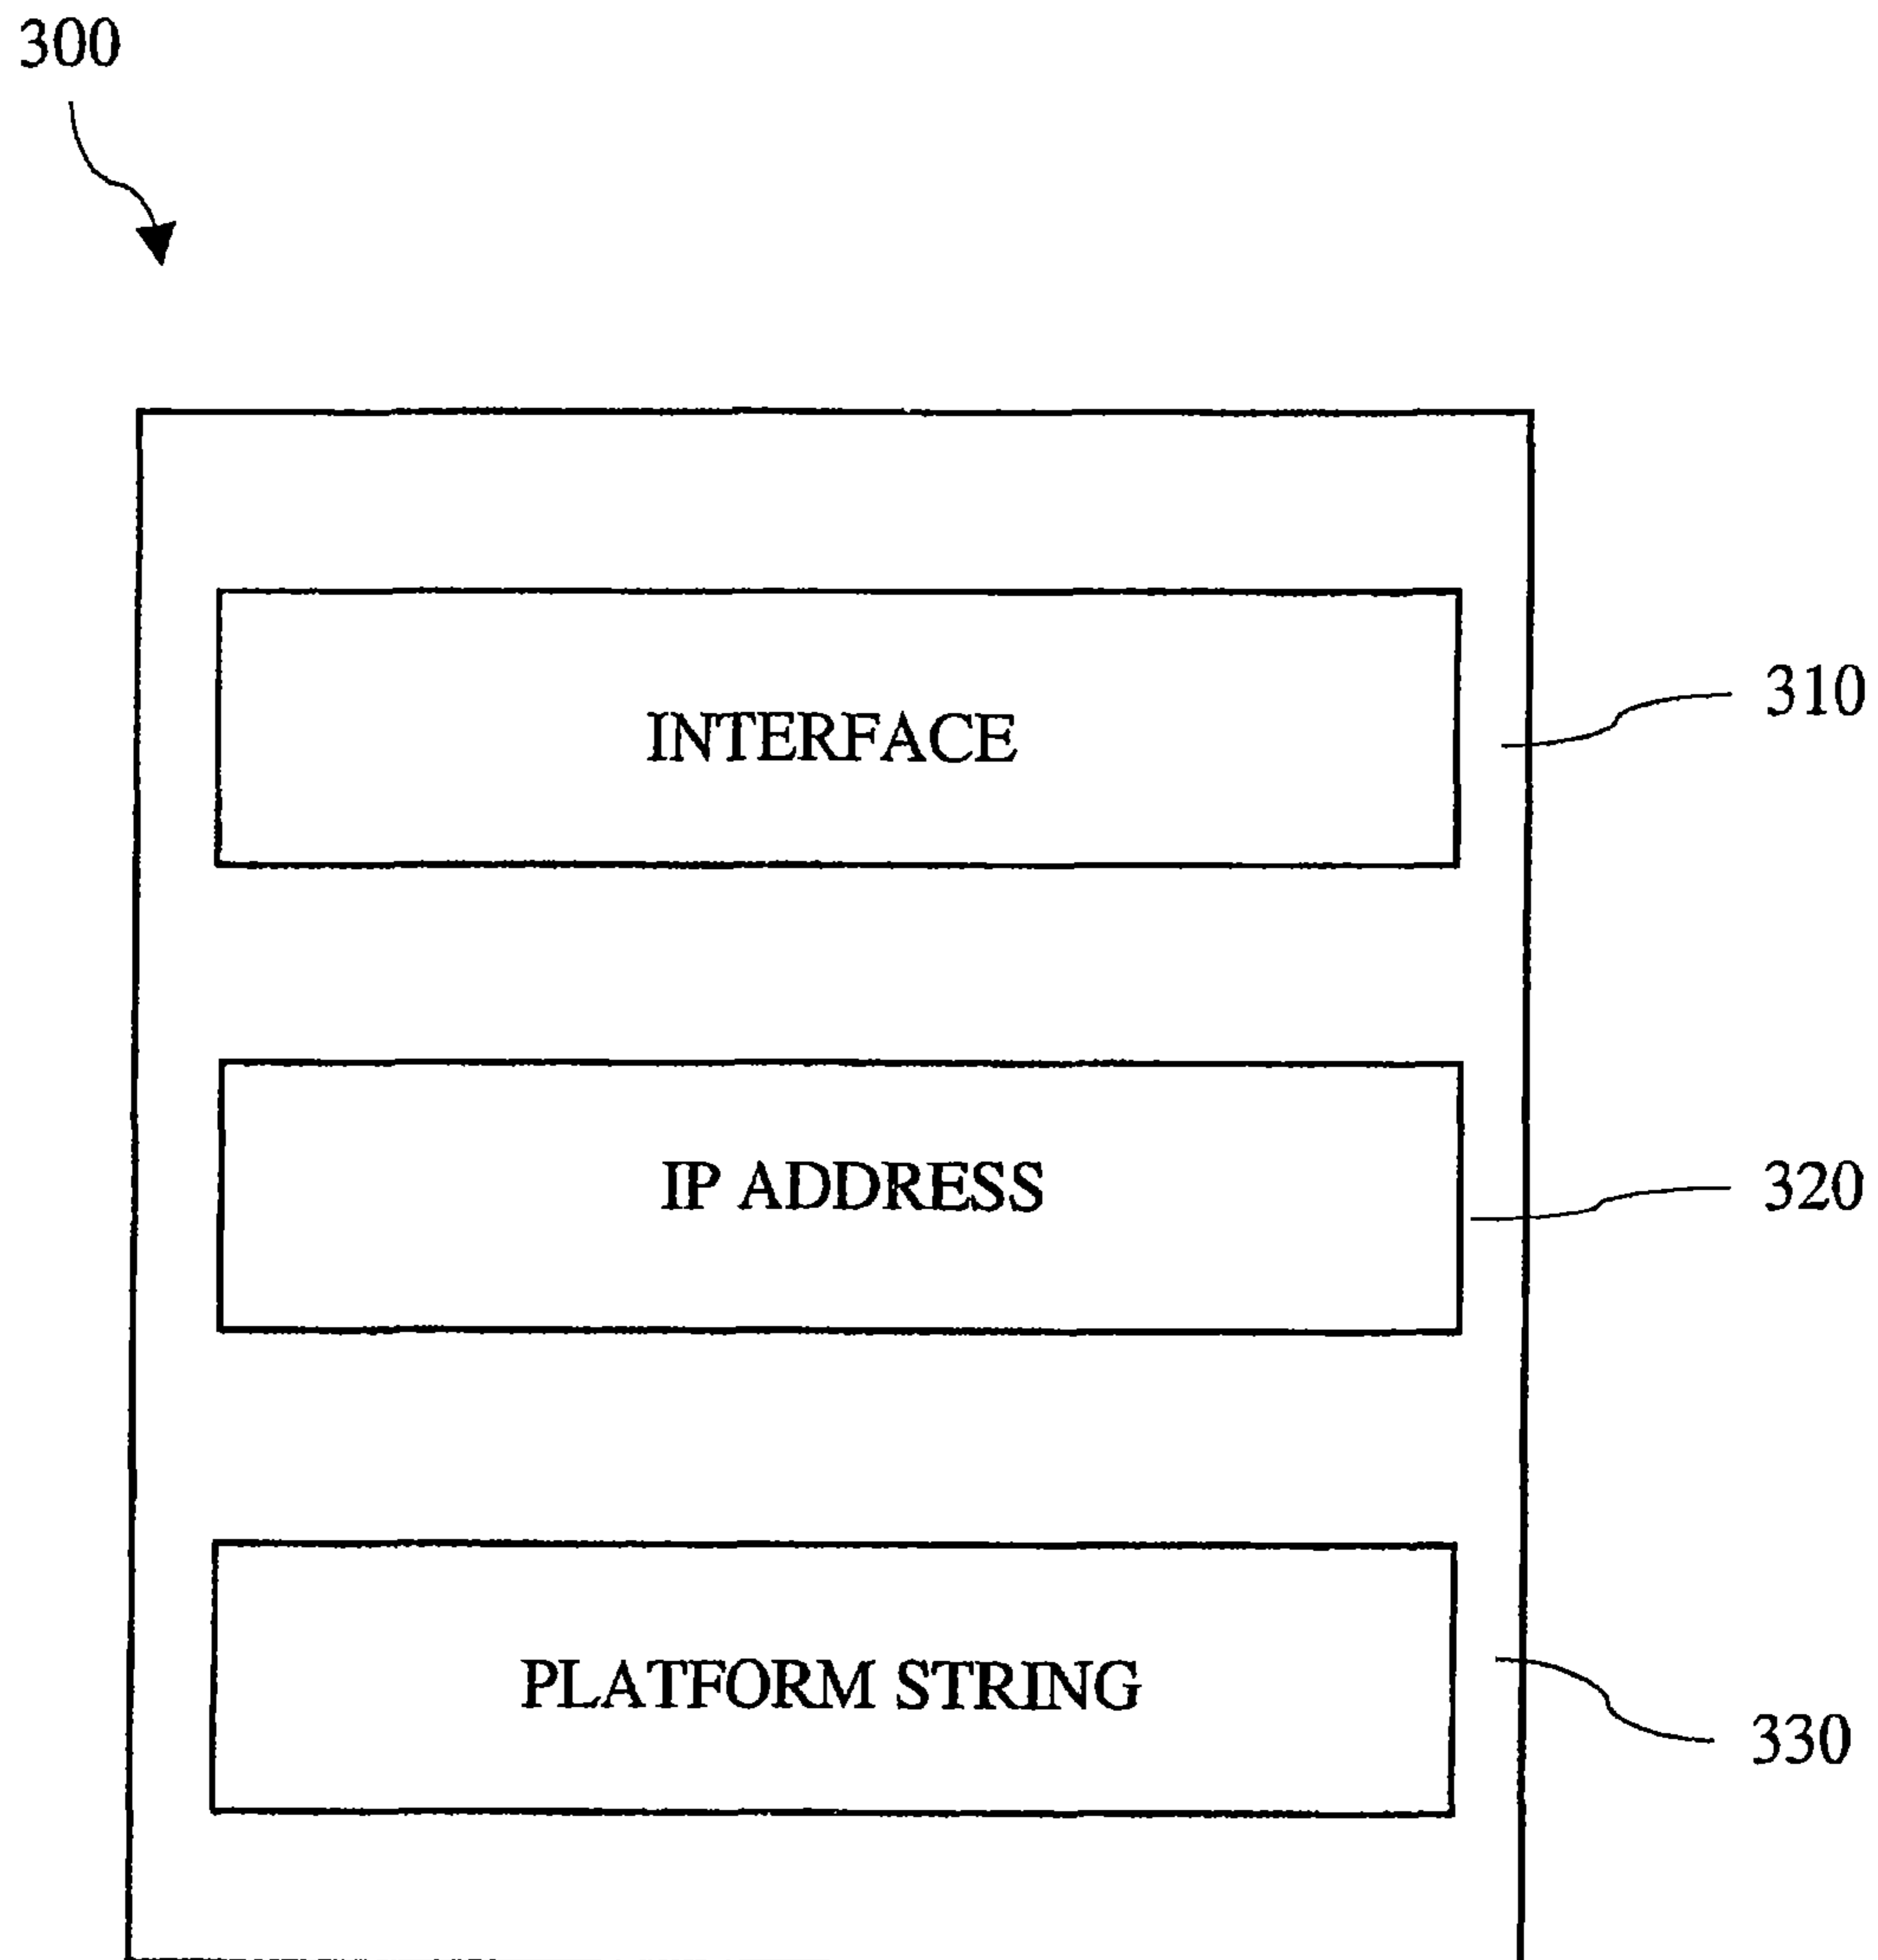 300
INTERFACE
310
IP ADDRESS
320
PLATFORM STRING
330